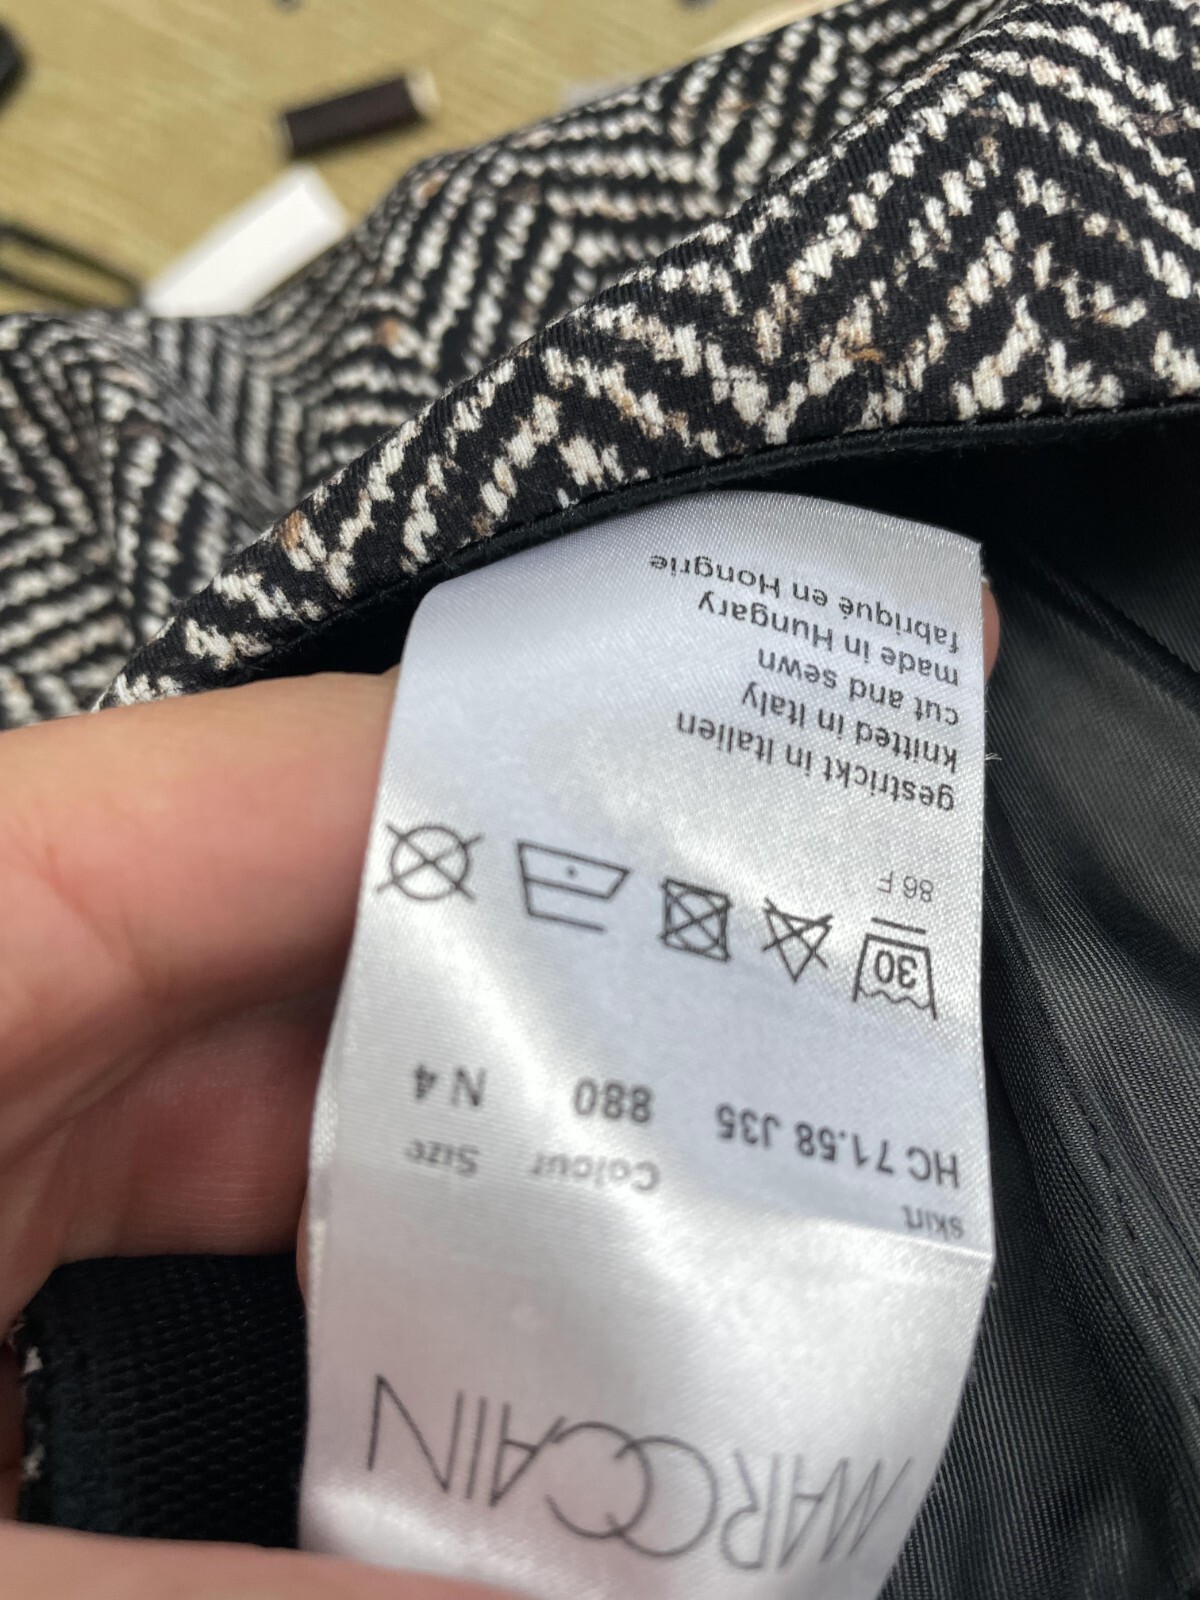 MARCCAIN
skirt
Colour Size
HC 71.58 J35 880 N 4
30
86 F
gestrickt in Italien
knitted in Italy
cut and sewn
made in Hungary
fabriqué en Hongrie